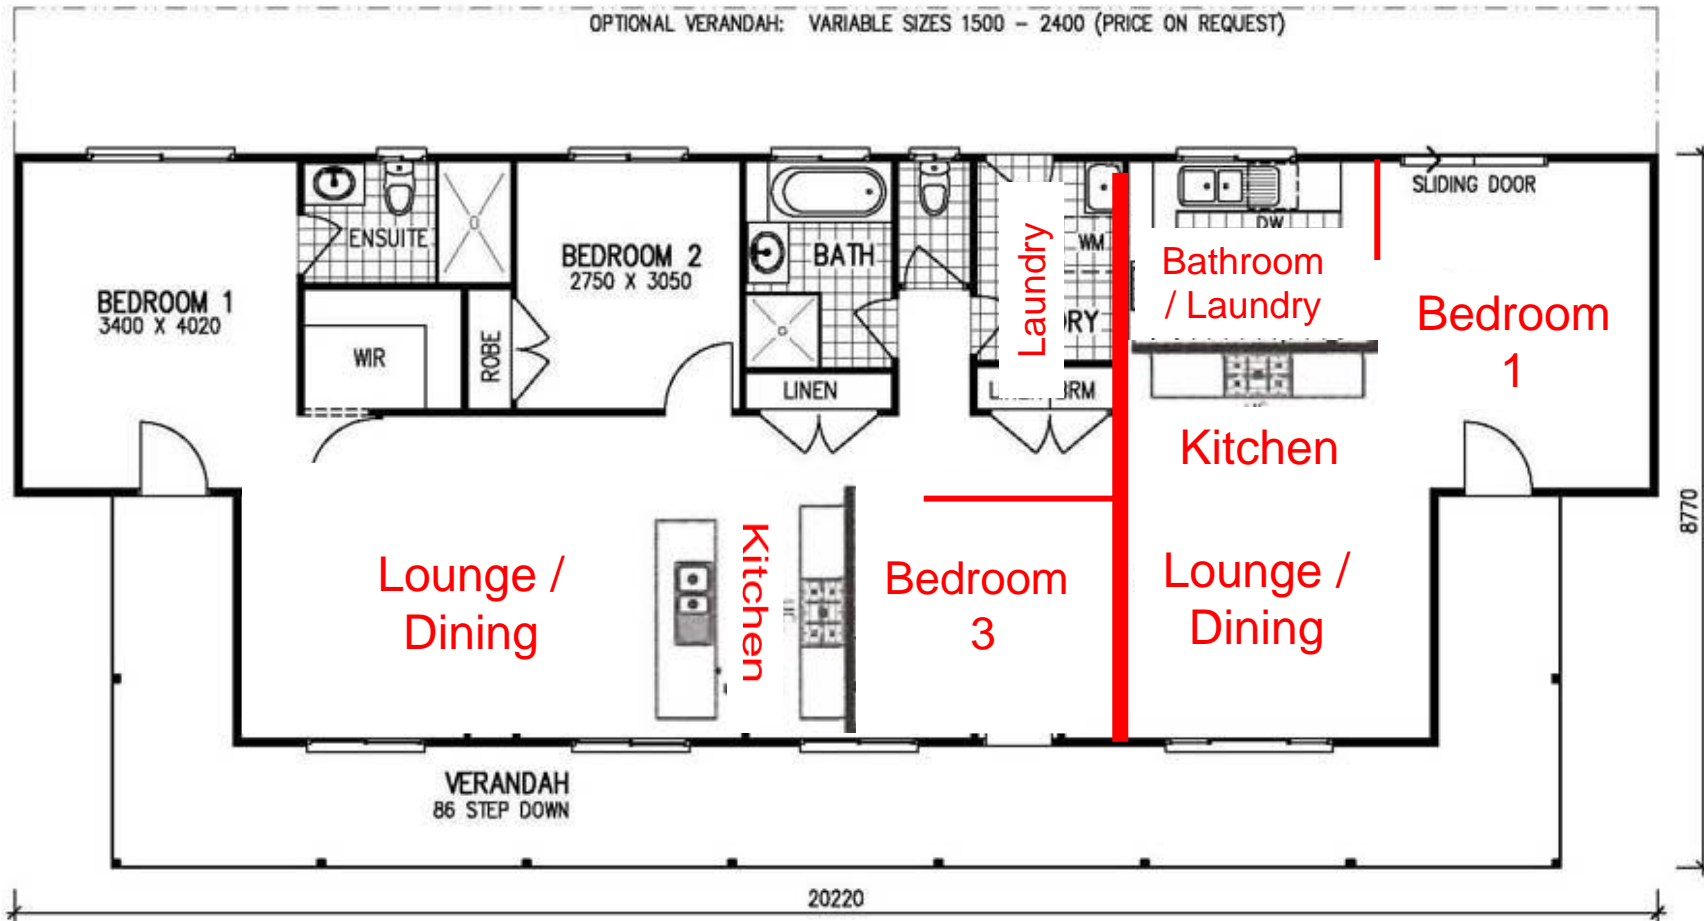 OPTIONAL VERANDAH: VARIABLE SIZES 1500 - 2400 (PRICE ON REQUEST)
SLIDING DOOR
ENSUITE
BEDROOM 2
2750 X 3050
BATH
Laundry
WM
DW
Bathroom
/ Laundry
BEDROOM 1
3400 X 4020
WIR
ROBE
RY
Bedroom
1
LINEN
BRM
Kitchen
8770
Lounge /
Dining
Kitchen
Bedroom
3
Lounge /
Dining
VERANDAH
86 STEP DOWN
20220